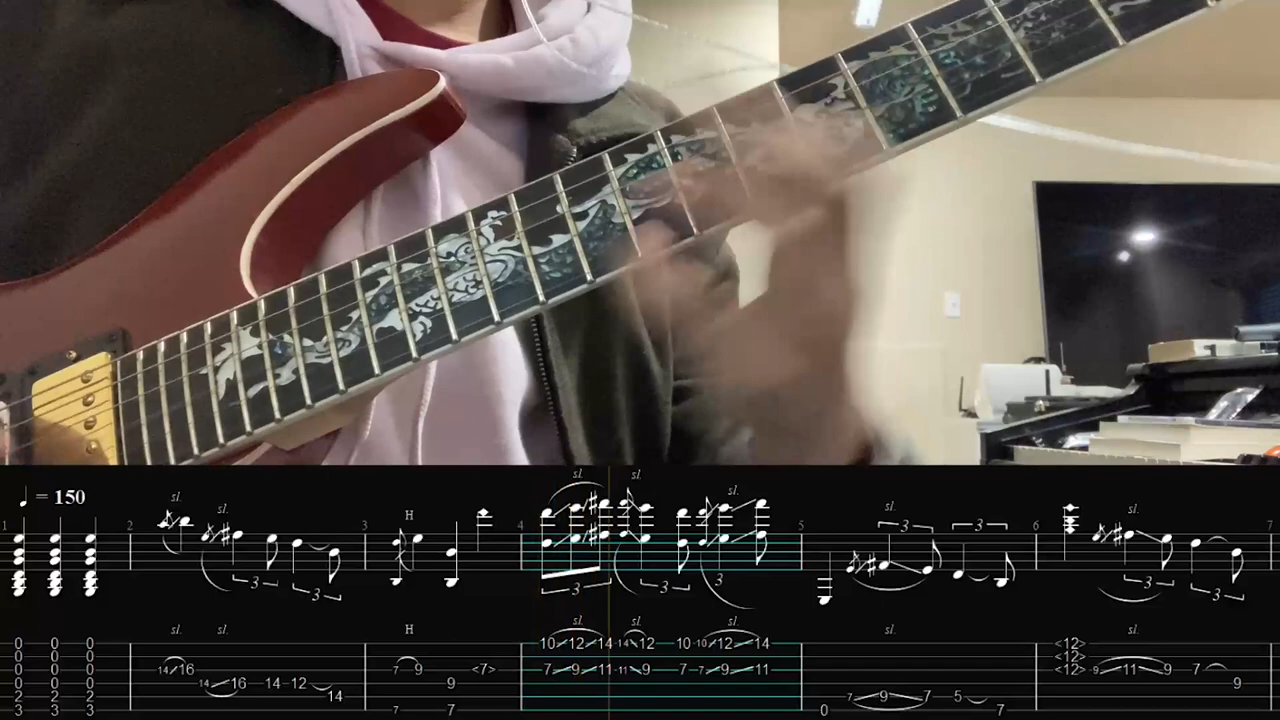 ♩ = 150
sl. sl.
sl. sl. H sl. sl.
1 2 3 4 5 6 7
3 3 3 3 3 3 3 3 3
sl. sl. H sl. sl. sl. sl. sl.
0 0 0 10 12 14 14 12 10 10 12 14 <12>
0 0 0 <12>
0 0 0 14 16 7 9 <7> 7 9 11 11 9 7 7 9 11 <12> 9 11 9 7
0 0 0 14 16 14 12 9 9
2 2 2 14 7 9 7 5
3 3 3 7 7 0 7